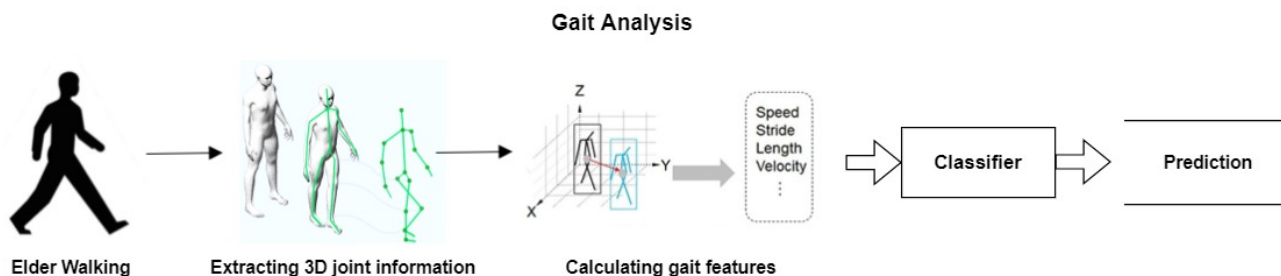 Gait Analysis
Z
Y
X
Speed
Stride
Length
Velocity
⋮
Classifier
Prediction
Elder Walking
Extracting 3D joint information
Calculating gait features